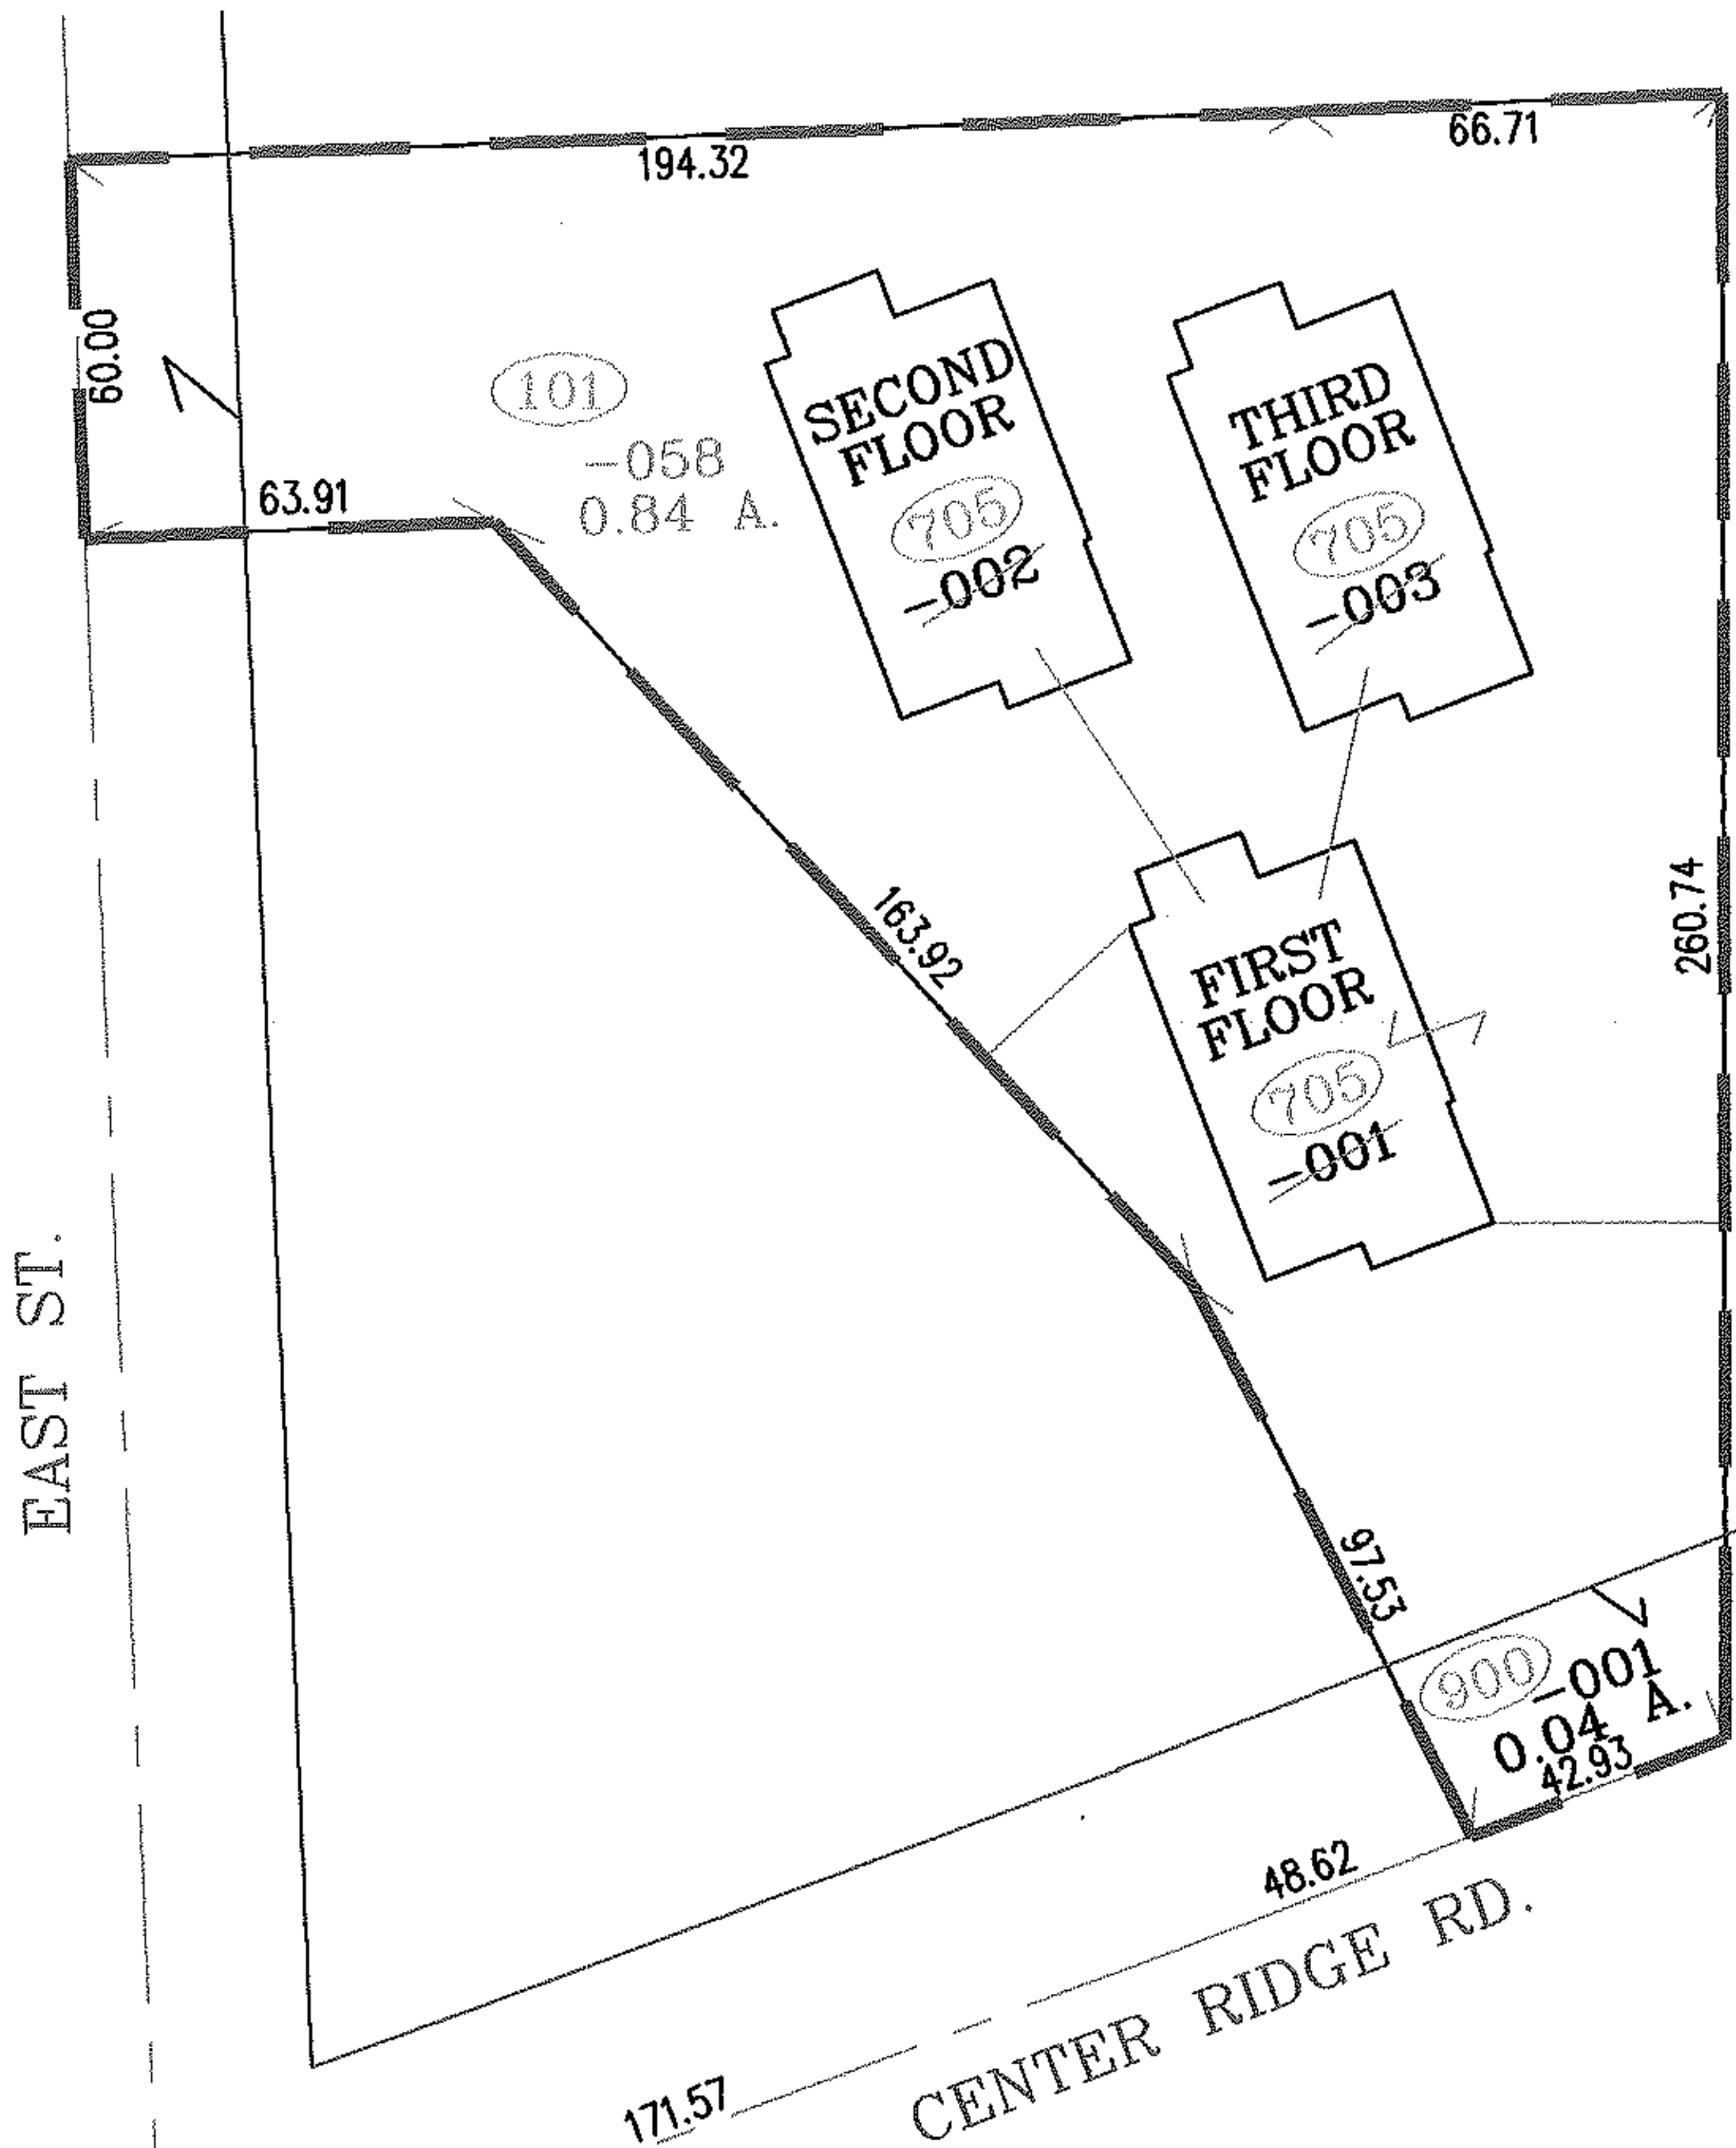 194.32
66.71
60.00
101
-058
0.84 A.
63.91
SECOND
FLOOR
705
-002
THIRD
FLOOR
705
-003
163.92
260.74
FIRST
FLOOR
705
-001
EAST ST.
97.53
900 -001
0.04 A.
42.93
48.62
CENTER RIDGE RD.
171.57